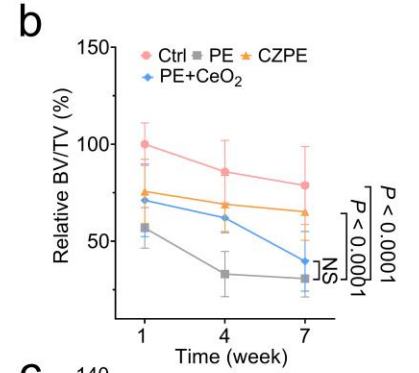 b
150
Ctrl PE CZPE
PE+CeO₂
100
50
Relative BV/TV (%)
NS
P < 0.0001
P < 0.0001
1 4 7
Time (week)
140